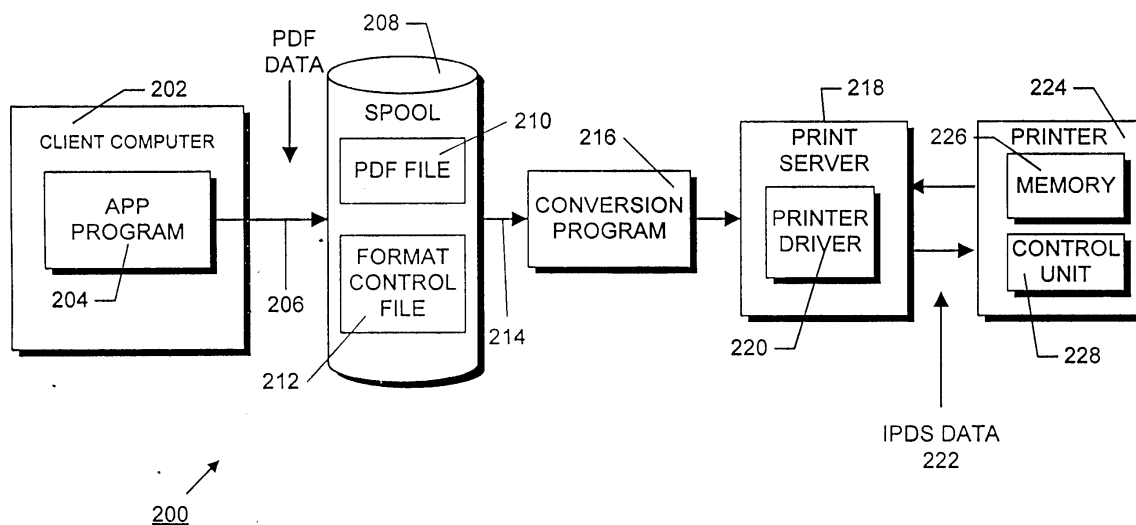 PDF
DATA
208
202
CLIENT COMPUTER
APP
PROGRAM
204
206
SPOOL
210
PDF FILE
FORMAT
CONTROL
FILE
212
214
216
CONVERSION
PROGRAM
218
PRINT
SERVER
PRINTER
DRIVER
220
224
PRINTER
226
MEMORY
CONTROL
UNIT
228
IPDS DATA
222
200